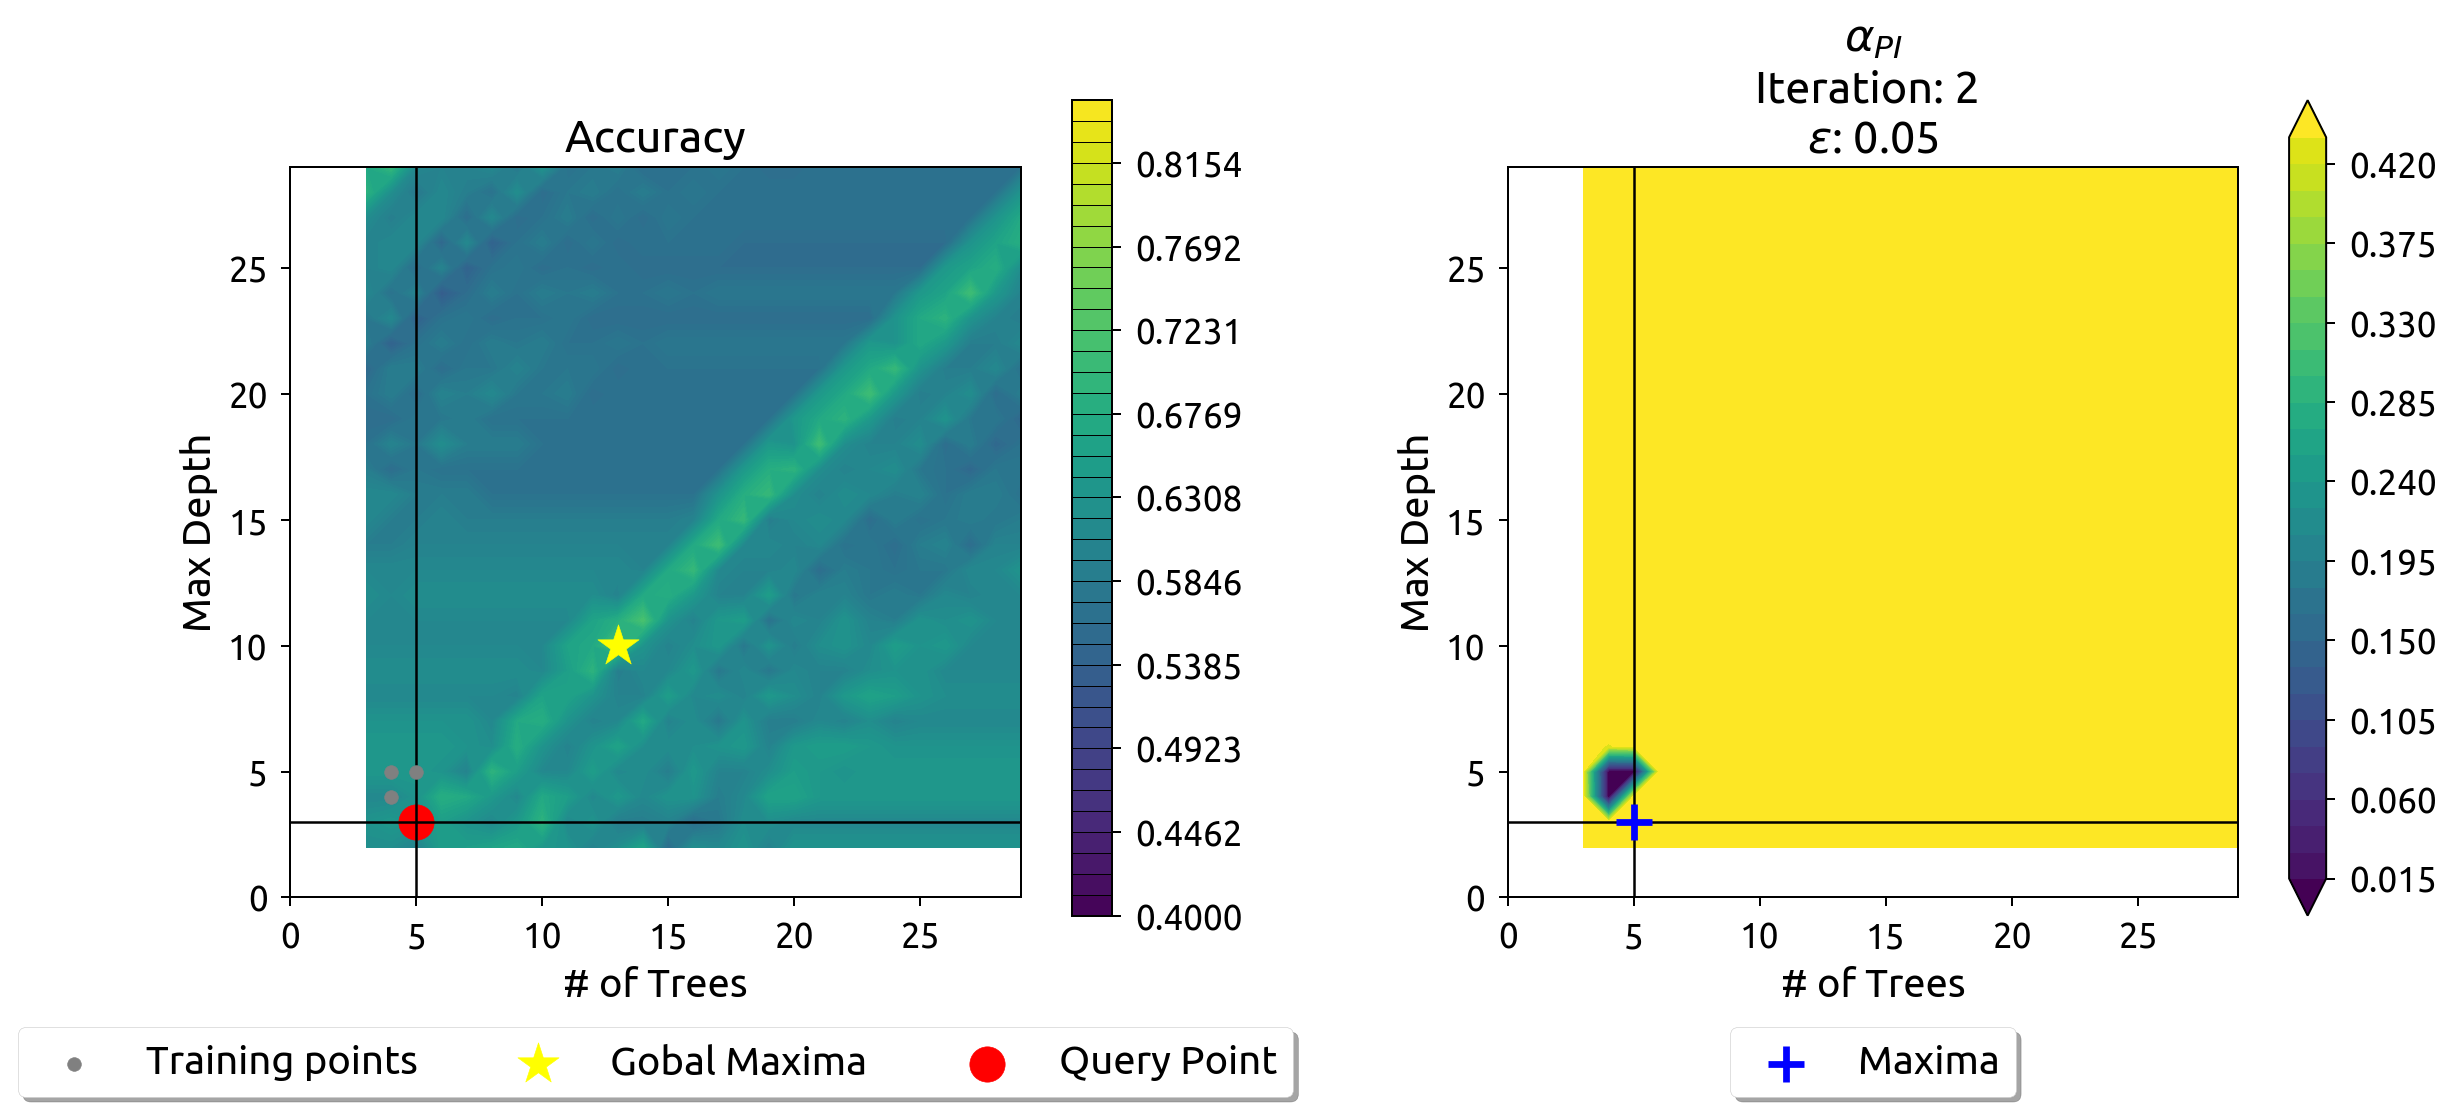 α_PI
Iteration: 2
ε: 0.05
Accuracy
Max Depth
25
20
15
10
5
0
0 5 10 15 20 25
# of Trees
0.8154
0.7692
0.7231
0.6769
0.6308
0.5846
0.5385
0.4923
0.4462
0.4000
Max Depth
25
20
15
10
5
0
0 5 10 15 20 25
# of Trees
0.420
0.375
0.330
0.285
0.240
0.195
0.150
0.105
0.060
0.015
Training points Gobal Maxima Query Point
Maxima